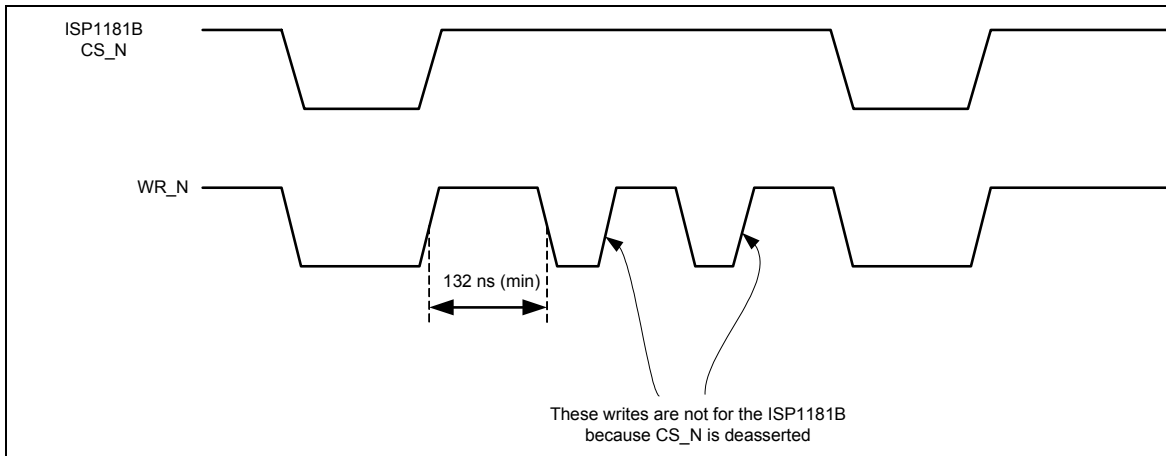 ISP1181B
CS_N
WR_N
132 ns (min)
These writes are not for the ISP1181B
because CS_N is deasserted